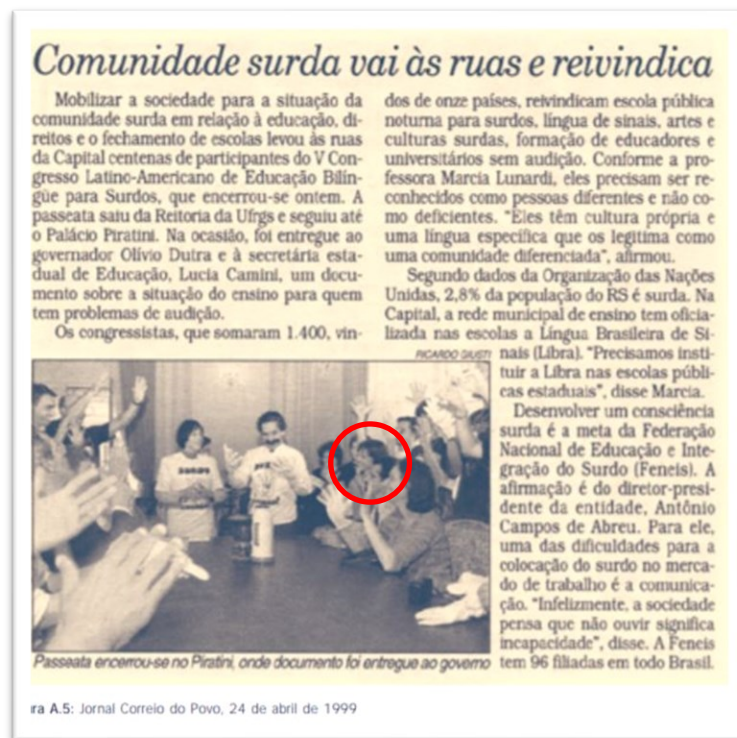 Comunidade surda vai às ruas e reivindica
Mobilizar a sociedade para a situação da
comunidade surda em relação à educação, di-
reitos e o fechamento de escolas levou às ruas
da Capital centenas de participantes do V Con-
gresso Latino-Americano de Educação Bilín-
güe para Surdos, que encerrou-se ontem. A
passeata saiu da Reitoria da Ufrgs e seguiu até
o Palácio Piratini. Na ocasião, foi entregue ao
governador Olívio Dutra e à secretária esta-
dual de Educação, Lucia Camini, um docu-
mento sobre a situação do ensino para quem
tem problemas de audição.
Os congressistas, que somaram 1.400, vin-
dos de onze países, reivindicam escola pública
noturna para surdos, língua de sinais, artes e
culturas surdas, formação de educadores e
universitários sem audição. Conforme a pro-
fessora Marcia Lunardi, eles precisam ser re-
conhecidos como pessoas diferentes e não co-
mo deficientes. "Eles têm cultura própria e
uma língua específica que os legitima como
uma comunidade diferenciada", afirmou.
Segundo dados da Organização das Nações
Unidas, 2,8% da população do RS é surda. Na
Capital, a rede municipal de ensino tem oficia-
lizada nas escolas a Língua Brasileira de Si-
nais (Libra). "Precisamos insti-
tuir a Libra nas escolas públi-
cas estaduais", disse Marcia.
Desenvolver um consciência
surda é a meta da Federação
Nacional de Educação e Inte-
gração do Surdo (Feneis). A
afirmação é do diretor-presi-
dente da entidade, Antônio
Campos de Abreu. Para ele,
uma das dificuldades para a
colocação do surdo no merca-
do de trabalho é a comunica-
ção. "Infelizmente, a sociedade
pensa que não ouvir significa
incapacidade", disse. A Feneis
tem 96 filiadas em todo Brasil.
RICARDO GIUSTI
SURDO
Passeata encerrou-se no Piratini, onde documento foi entregue ao governo
ra A.5: Jornal Correio do Povo, 24 de abril de 1999